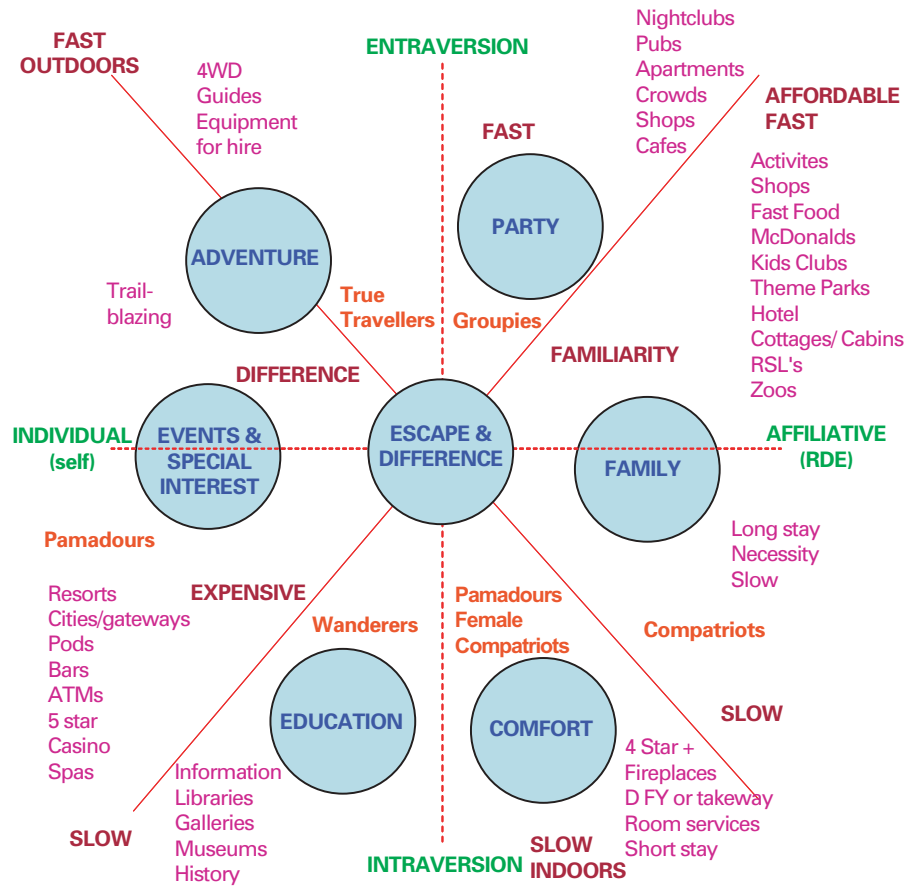 FAST
OUTDOORS
4WD
Guides
Equipment
for hire
ENTRAVERSION
FAST
Nightclubs
Pubs
Apartments
Crowds
Shops
Cafes
AFFORDABLE
FAST
Activites
Shops
Fast Food
McDonalds
Kids Clubs
Theme Parks
Hotel
Cottages/ Cabins
RSL's
Zoos
ADVENTURE
PARTY
Trail-
blazing
True
Travellers
Groupies
DIFFERENCE
FAMILIARITY
INDIVIDUAL
(self)
EVENTS &
SPECIAL
INTEREST
ESCAPE &
DIFFERENCE
FAMILY
AFFILIATIVE
(RDE)
Pamadours
Long stay
Necessity
Slow
Resorts
Cities/gateways
Pods
Bars
ATMs
5 star
Casino
Spas
EXPENSIVE
Wanderers
Pamadours
Female
Compatriots
Compatriots
EDUCATION
COMFORT
SLOW
4 Star +
Fireplaces
D FY or takeway
Room services
Short stay
SLOW
Information
Libraries
Galleries
Museums
History
INTRAVERSION
SLOW
INDOORS